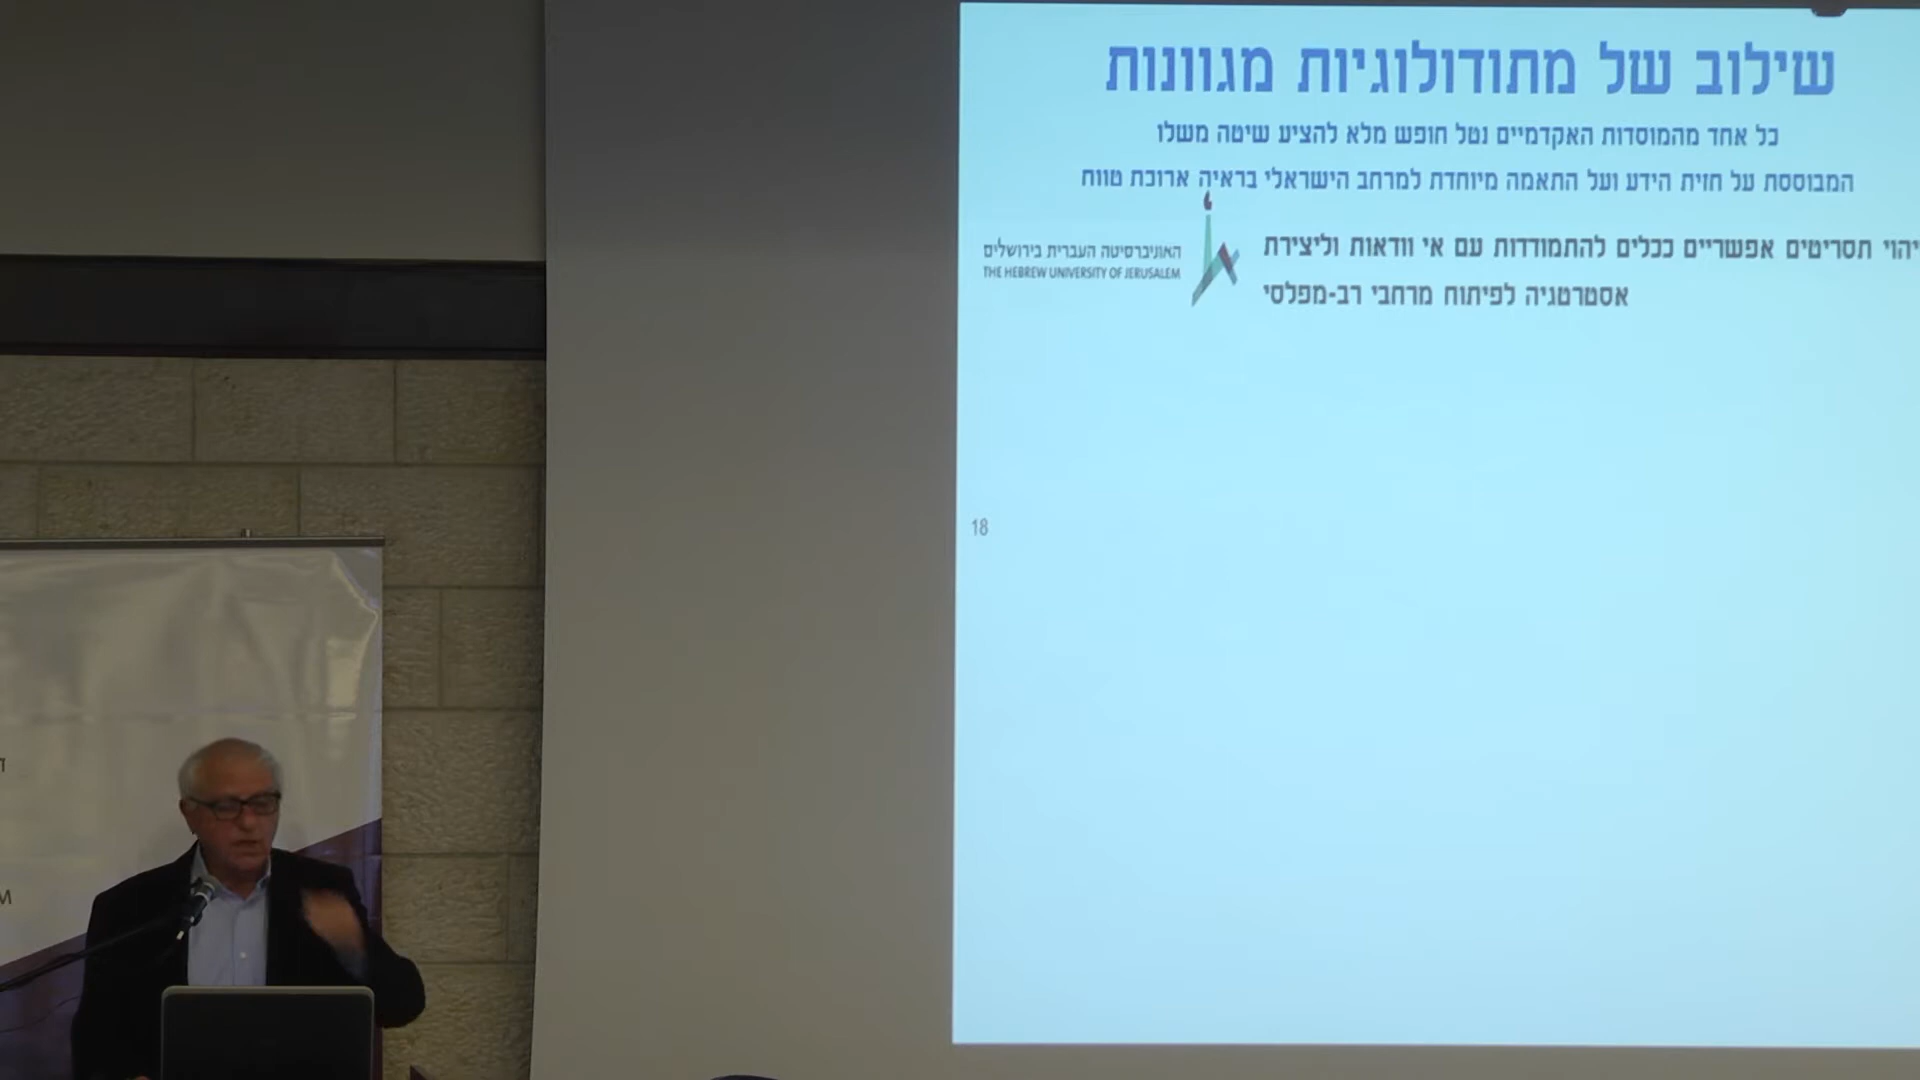 שילוב של מתודולוגיות מגוונות
כל אחד מהמוסדות האקדמיים נטל חופש מלא להציע שיטה משלו
המבוססת על חזית הידע ועל התאמה מיוחדת למרחב הישראלי בראיה ארוכת טווח
תסריטים אפשריים ככלים להתמודדות עם אי וודאות וליצירת
אסטרטגיה לפיתוח מרחבי רב-מפלסי
האוניברסיטה העברית בירושלים
THE HEBREW UNIVERSITY OF JERUSALEM
18